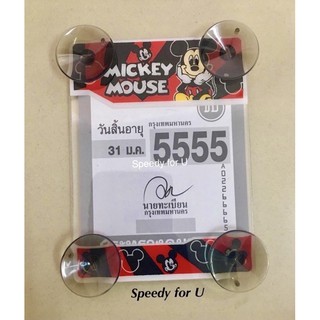 MICKEY
MOUSE
กรุงเทพมหานคร
วันสิ้นอายุ
31 ม.ค.
5555
Speedy for U
นายทะเบียน
กรุงเทพมหานคร
Speedy for U